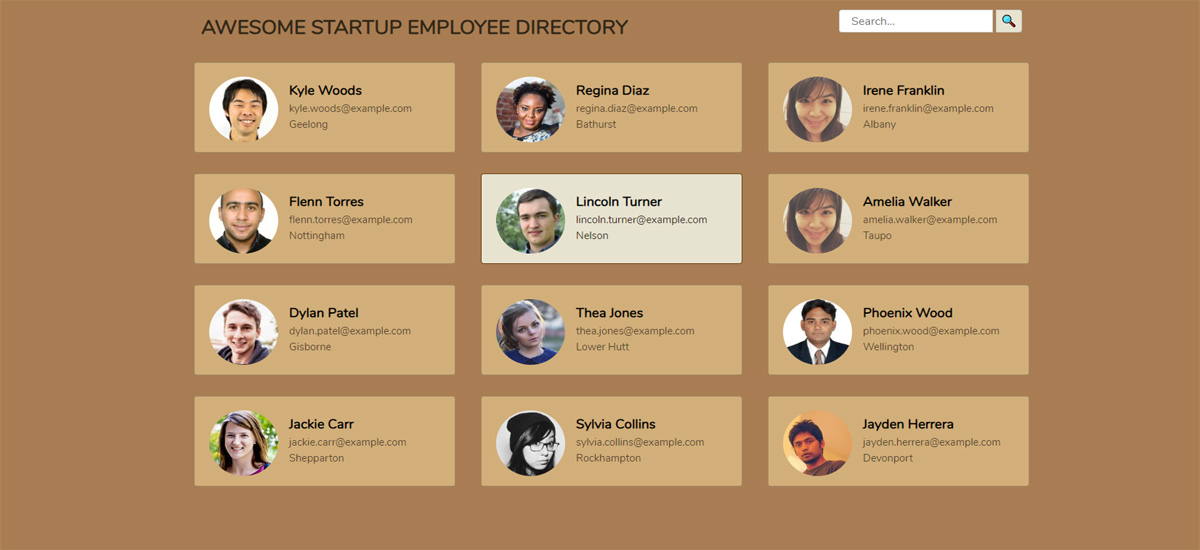 AWESOME STARTUP EMPLOYEE DIRECTORY
Search...
Kyle Woods
kyle.woods@example.com
Geelong
Regina Diaz
regina.diaz@example.com
Bathurst
Irene Franklin
irene.franklin@example.com
Albany
Flenn Torres
flenn.torres@example.com
Nottingham
Lincoln Turner
lincoln.turner@example.com
Nelson
Amelia Walker
amelia.walker@example.com
Taupo
Dylan Patel
dylan.patel@example.com
Gisborne
Thea Jones
thea.jones@example.com
Lower Hutt
Phoenix Wood
phoenix.wood@example.com
Wellington
Jackie Carr
jackie.carr@example.com
Shepparton
Sylvia Collins
sylvia.collins@example.com
Rockhampton
Jayden Herrera
jayden.herrera@example.com
Devonport